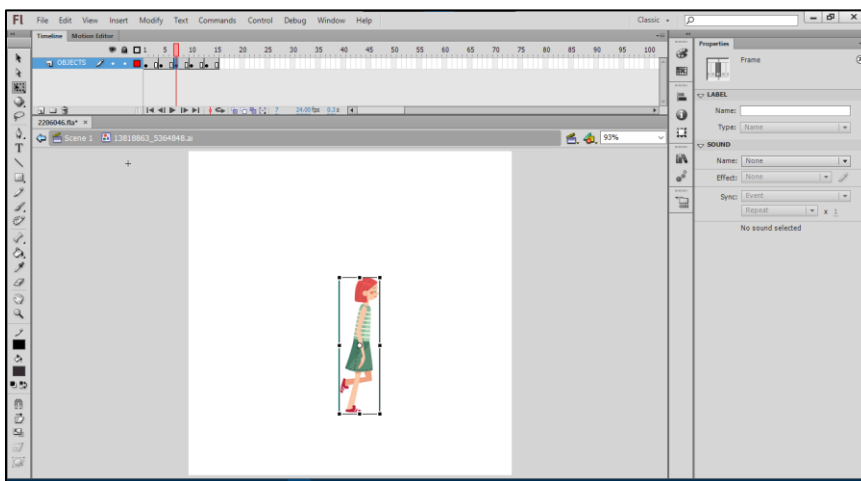 Fl File Edit View Insert Modify Text Commands Control Debug Window Help Classic
Timeline Motion Editor
1 5 10 15 20 25 30 35 40 45 50 55 60 65 70 75 80 85 90 95 100
OBJECTS
7 24.00 fps 0.3 s
2206046.fla* ×
Scene 1 13818863_5364848.ai 93%
T
Properties
Frame
LABEL
Name:
Type: Name
SOUND
Name: None
Effect: None
Sync: Event
Repeat x 1
No sound selected